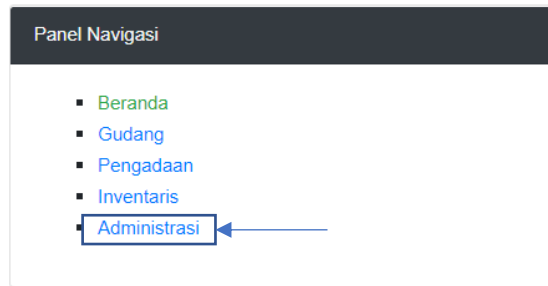 Panel Navigasi
Beranda
Gudang
Pengadaan
Inventaris
Administrasi